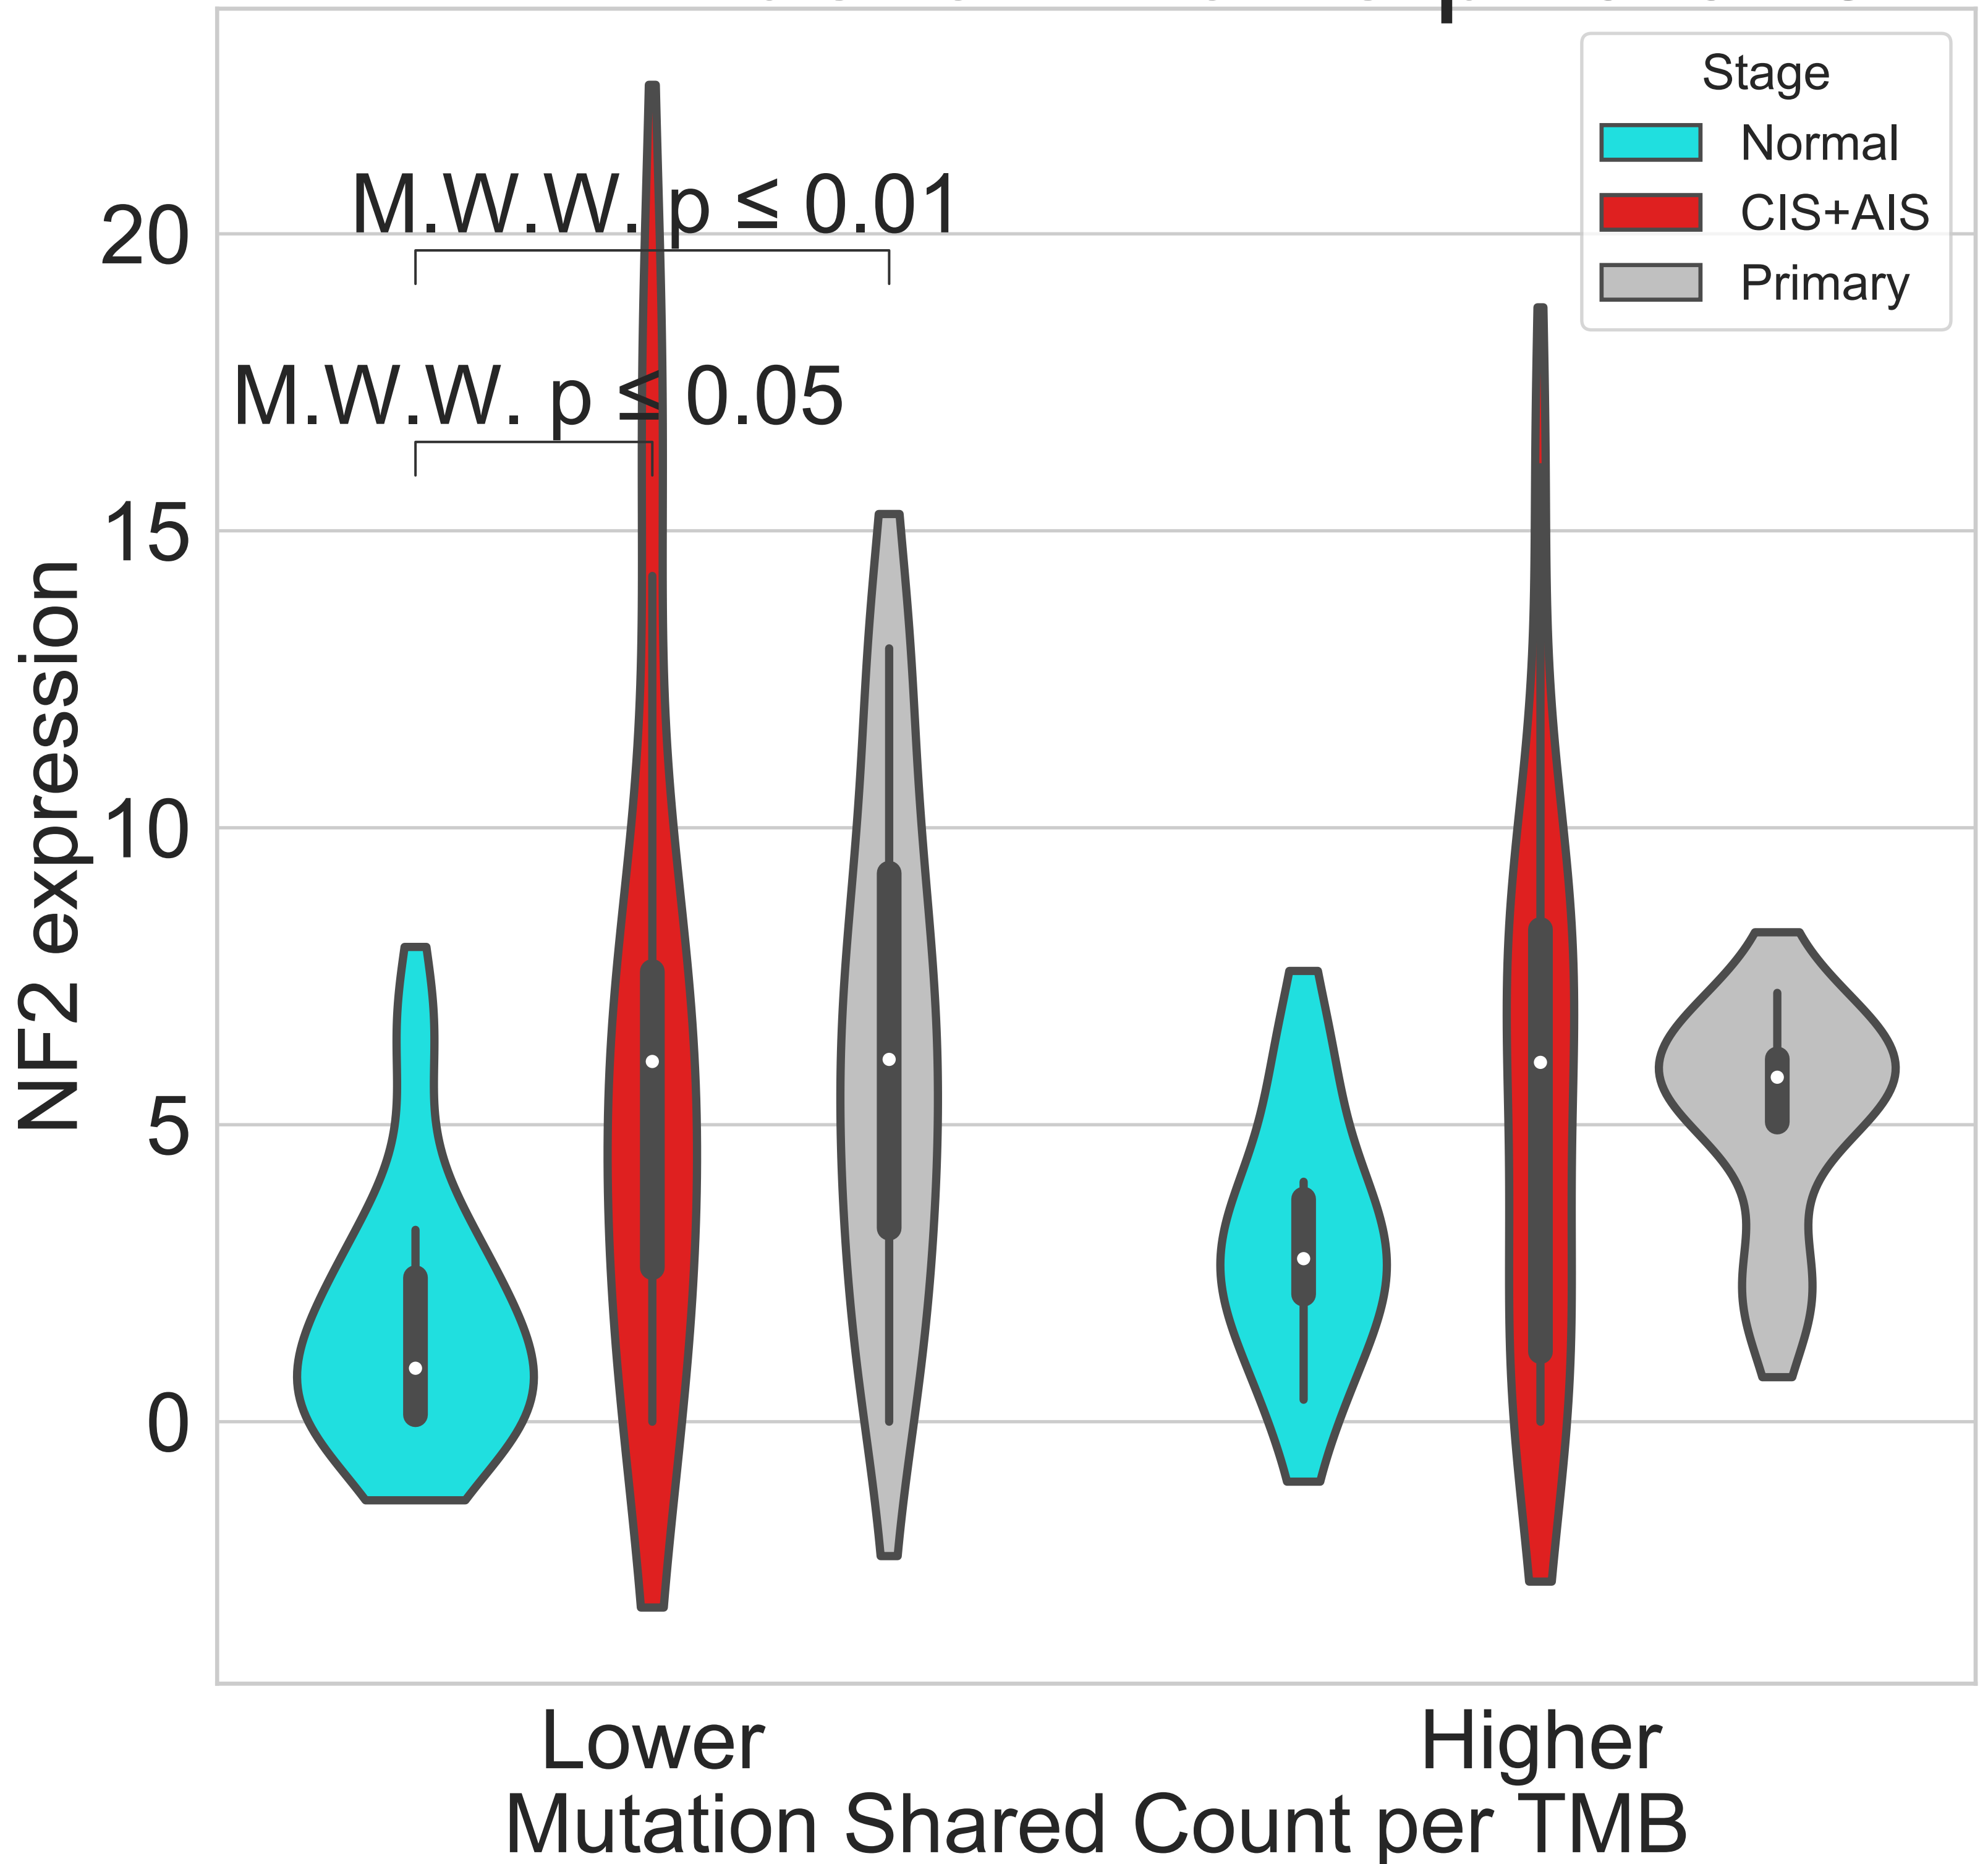 Stage
Normal
CIS+AIS
Primary
M.W.W. p ≤ 0.01
M.W.W. p ≤ 0.05
20
15
10
5
0
NF2 expression
Lower
Higher
Mutation Shared Count per TMB